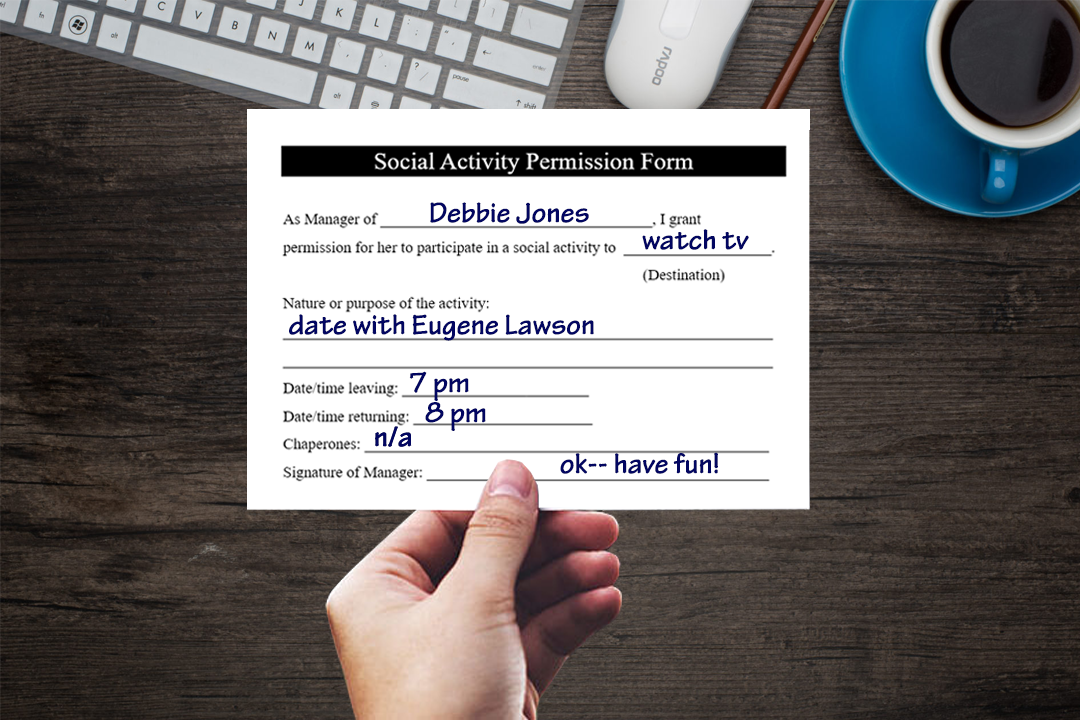 C V B N M
J K L
alt
alt
pause
enter
shift
rapoo
Social Activity Permission Form
As Manager of Debbie Jones, I grant
permission for her to participate in a social activity to watch tv.
(Destination)
Nature or purpose of the activity:
date with Eugene Lawson
Date/time leaving: 7 pm
Date/time returning: 8 pm
Chaperones: n/a
Signature of Manager: ok-- have fun!